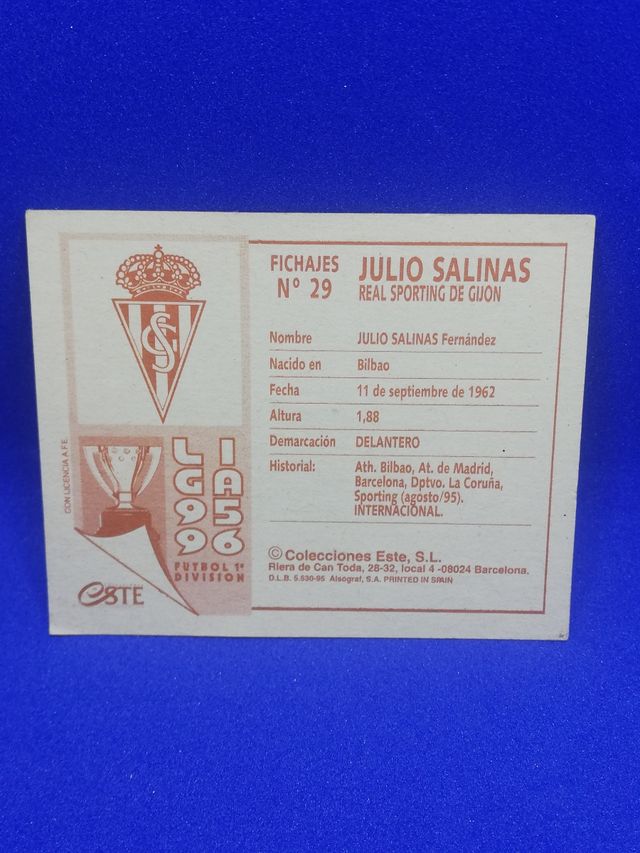 FICHAJES
Nº 29
JULIO SALINAS
REAL SPORTING DE GIJON
Nombre JULIO SALINAS Fernández
Nacido en Bilbao
Fecha 11 de septiembre de 1962
Altura 1,88
Demarcación DELANTERO
Historial: Ath. Bilbao, At. de Madrid,
Barcelona, Dptvo. La Coruña,
Sporting (agosto/95).
INTERNACIONAL.
© Colecciones Este, S.L.
Riera de Can Toda, 28-32, local 4 -08024 Barcelona.
D.L.B. 5.630-95 Alsograf, S.A. PRINTED IN SPAIN
SG
CON LICENCIA A.F.E.
LIGA
95
96
FUTBOL 1ª
DIVISION
eSTE